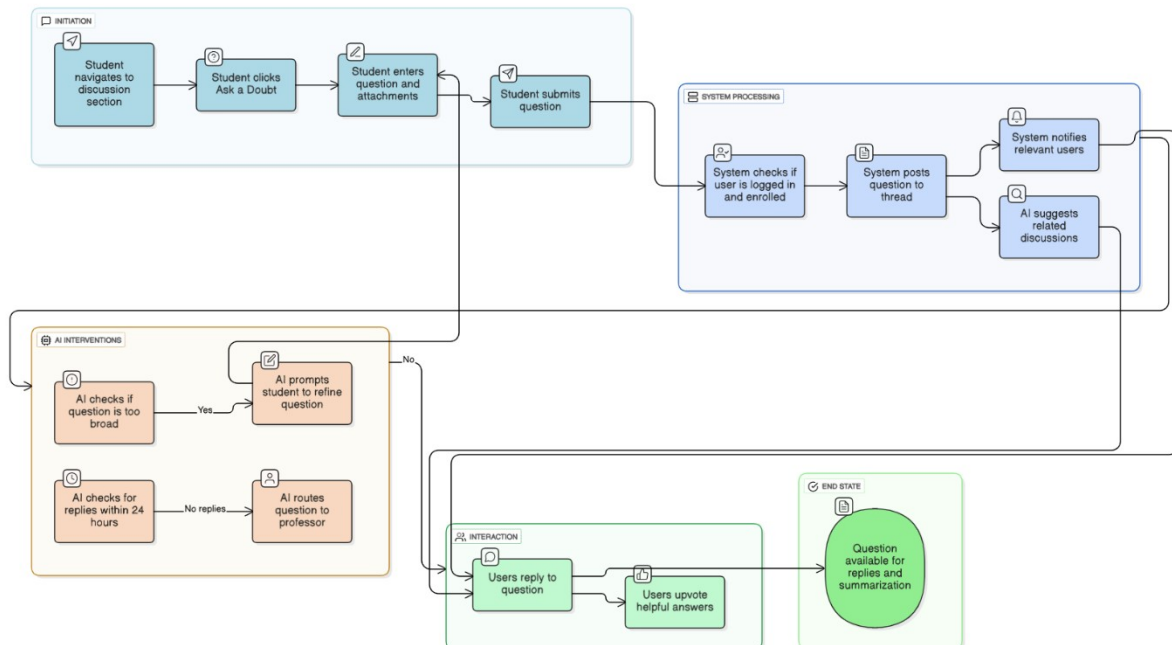 INITIATION
Student
navigates to
discussion
section
Student clicks
Ask a Doubt
Student enters
question and
attachments
Student submits
question
SYSTEM PROCESSING
System checks if
user is logged in
and enrolled
System posts
question to
thread
System notifies
relevant users
AI suggests
related
discussions
AI INTERVENTIONS
AI checks if
question is too
broad
Yes
AI prompts
student to refine
question
No
AI checks for
replies within 24
hours
No replies
AI routes
question to
professor
INTERACTION
Users reply to
question
Users upvote
helpful answers
END STATE
Question
available for
replies and
summarization